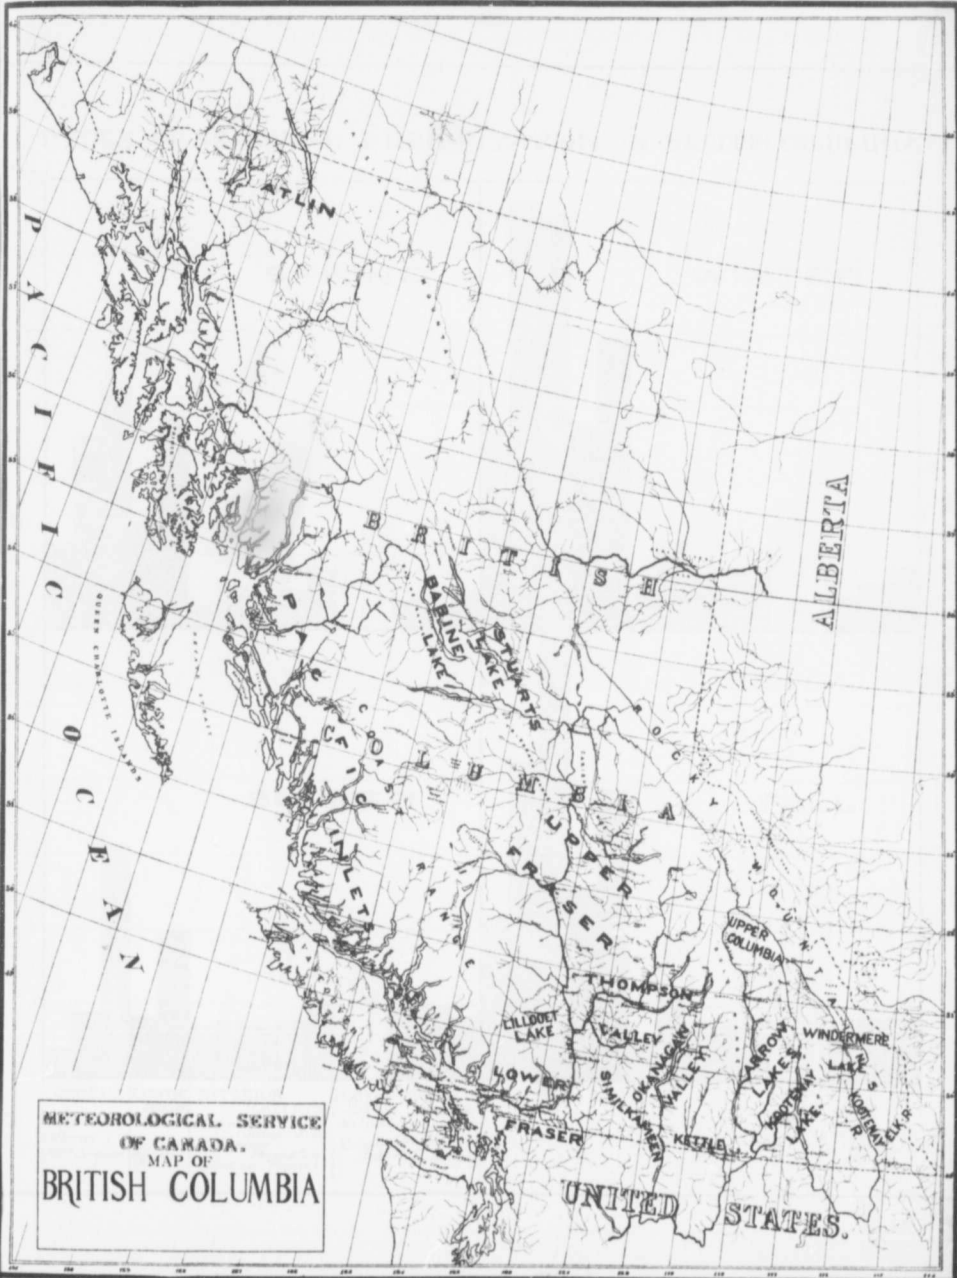 ATLIN
PACIFIC OCEAN
ALBERTA
BRITISH
COLUMBIA
BABINE
LAKE
STUARTS
LAKE
QUEEN CHARLOTTE ISLANDS
PACIFIC
INLETS
COAST
RANGE
ROCKY
MOUNTAINS
UPPER
FRASER
UPPER
COLUMBIA
THOMPSON
VALLEY
LILLOOET
LAKE
LOWER
FRASER
SIMILKAMEEN
OKANAGAN
VALLEY
KETTLE
ARROW
LAKES
KOOTENAY
LAKE.
WINDERMERE
LAKE
KOOTENAY
R
ELK.R
METEOROLOGICAL SERVICE
OF CANADA.
MAP OF
BRITISH COLUMBIA
UNITED STATES.